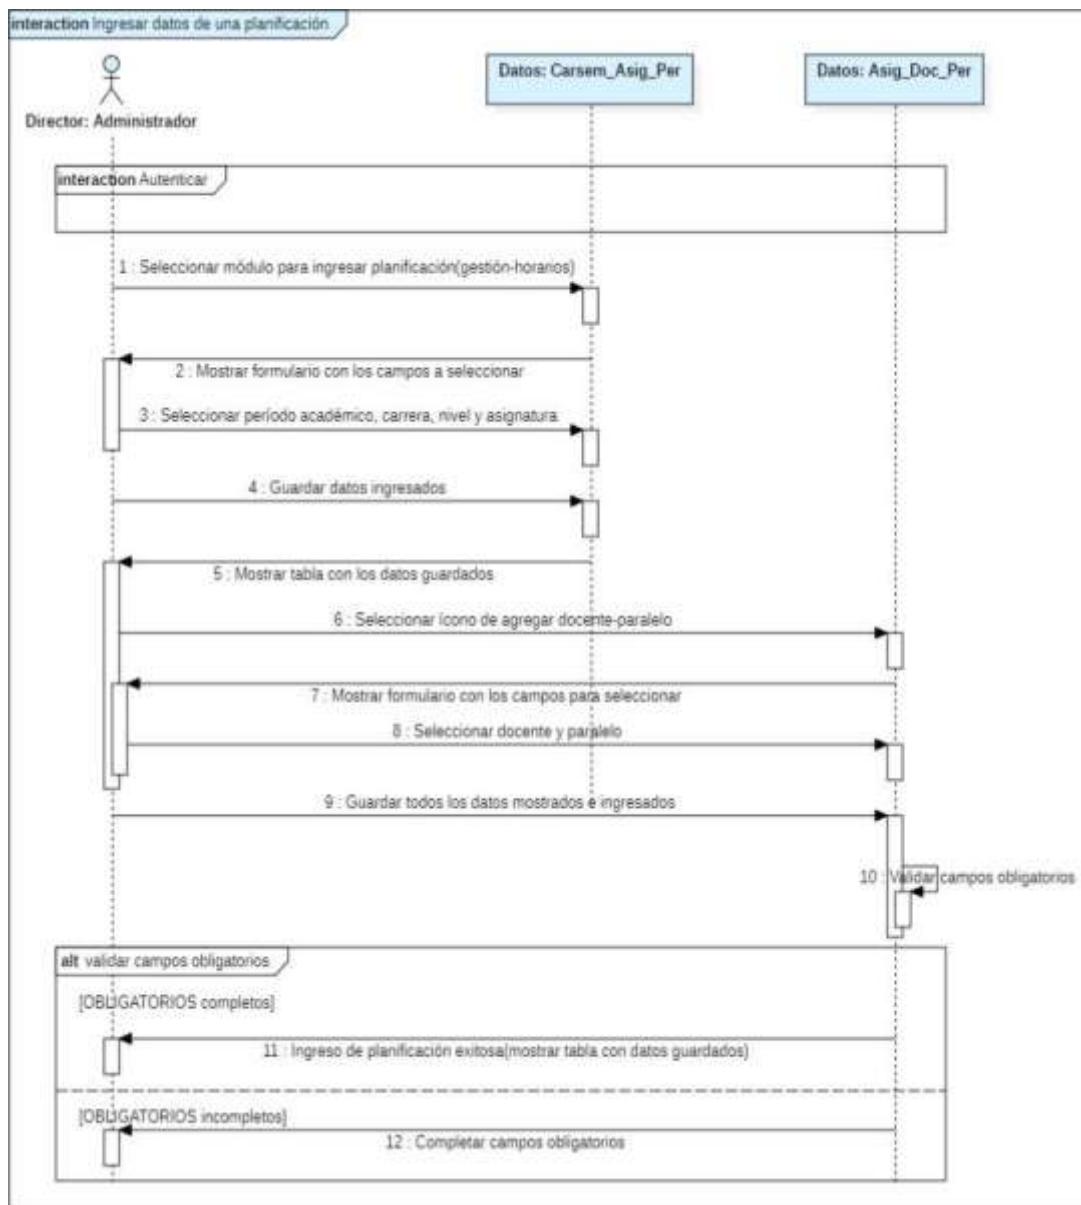 interaction Ingresar datos de una planificación
Datos: Carsem_Asig_Per
Datos: Asig_Doc_Per
Director: Administrador
interaction Autenticar
1 : Seleccionar módulo para ingresar planificación(gestión-horarios)
2 : Mostrar formulario con los campos a seleccionar
3 : Seleccionar período académico, carrera, nivel y asignatura
4 : Guardar datos ingresados
5 : Mostrar tabla con los datos guardados
6 : Seleccionar ícono de agregar docente-paralelo
7 : Mostrar formulario con los campos para seleccionar
8 : Seleccionar docente y paralelo
9 : Guardar todos los datos mostrados e ingresados
10 : Validar campos obligatorios
alt validar campos obligatorios
[OBLIGATORIOS completos]
11 : Ingreso de planificación exitosa(mostrar tabla con datos guardados)
[OBLIGATORIOS incompletos]
12 : Completar campos obligatorios